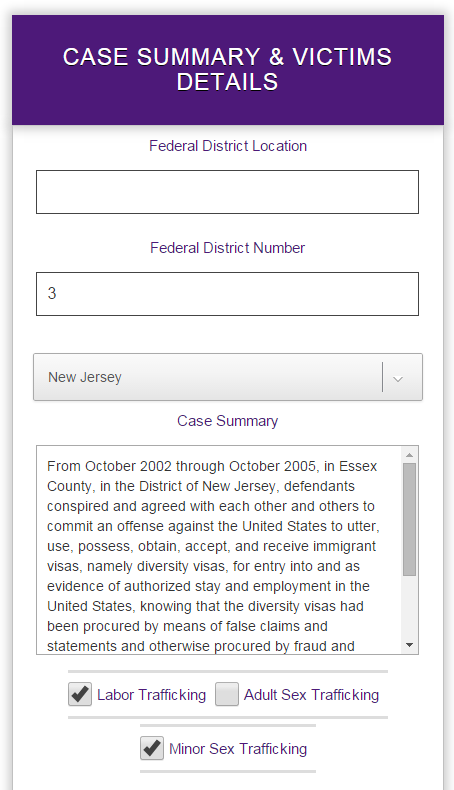 CASE SUMMARY & VICTIMS
DETAILS
Federal District Location
Federal District Number
3
New Jersey
Case Summary
From October 2002 through October 2005, in Essex
County, in the District of New Jersey, defendants
conspired and agreed with each other and others to
commit an offense against the United States to utter,
use, possess, obtain, accept, and receive immigrant
visas, namely diversity visas, for entry into and as
evidence of authorized stay and employment in the
United States, knowing that the diversity visas had
been procured by means of false claims and
statements and otherwise procured by fraud and
Labor Trafficking Adult Sex Trafficking
Minor Sex Trafficking